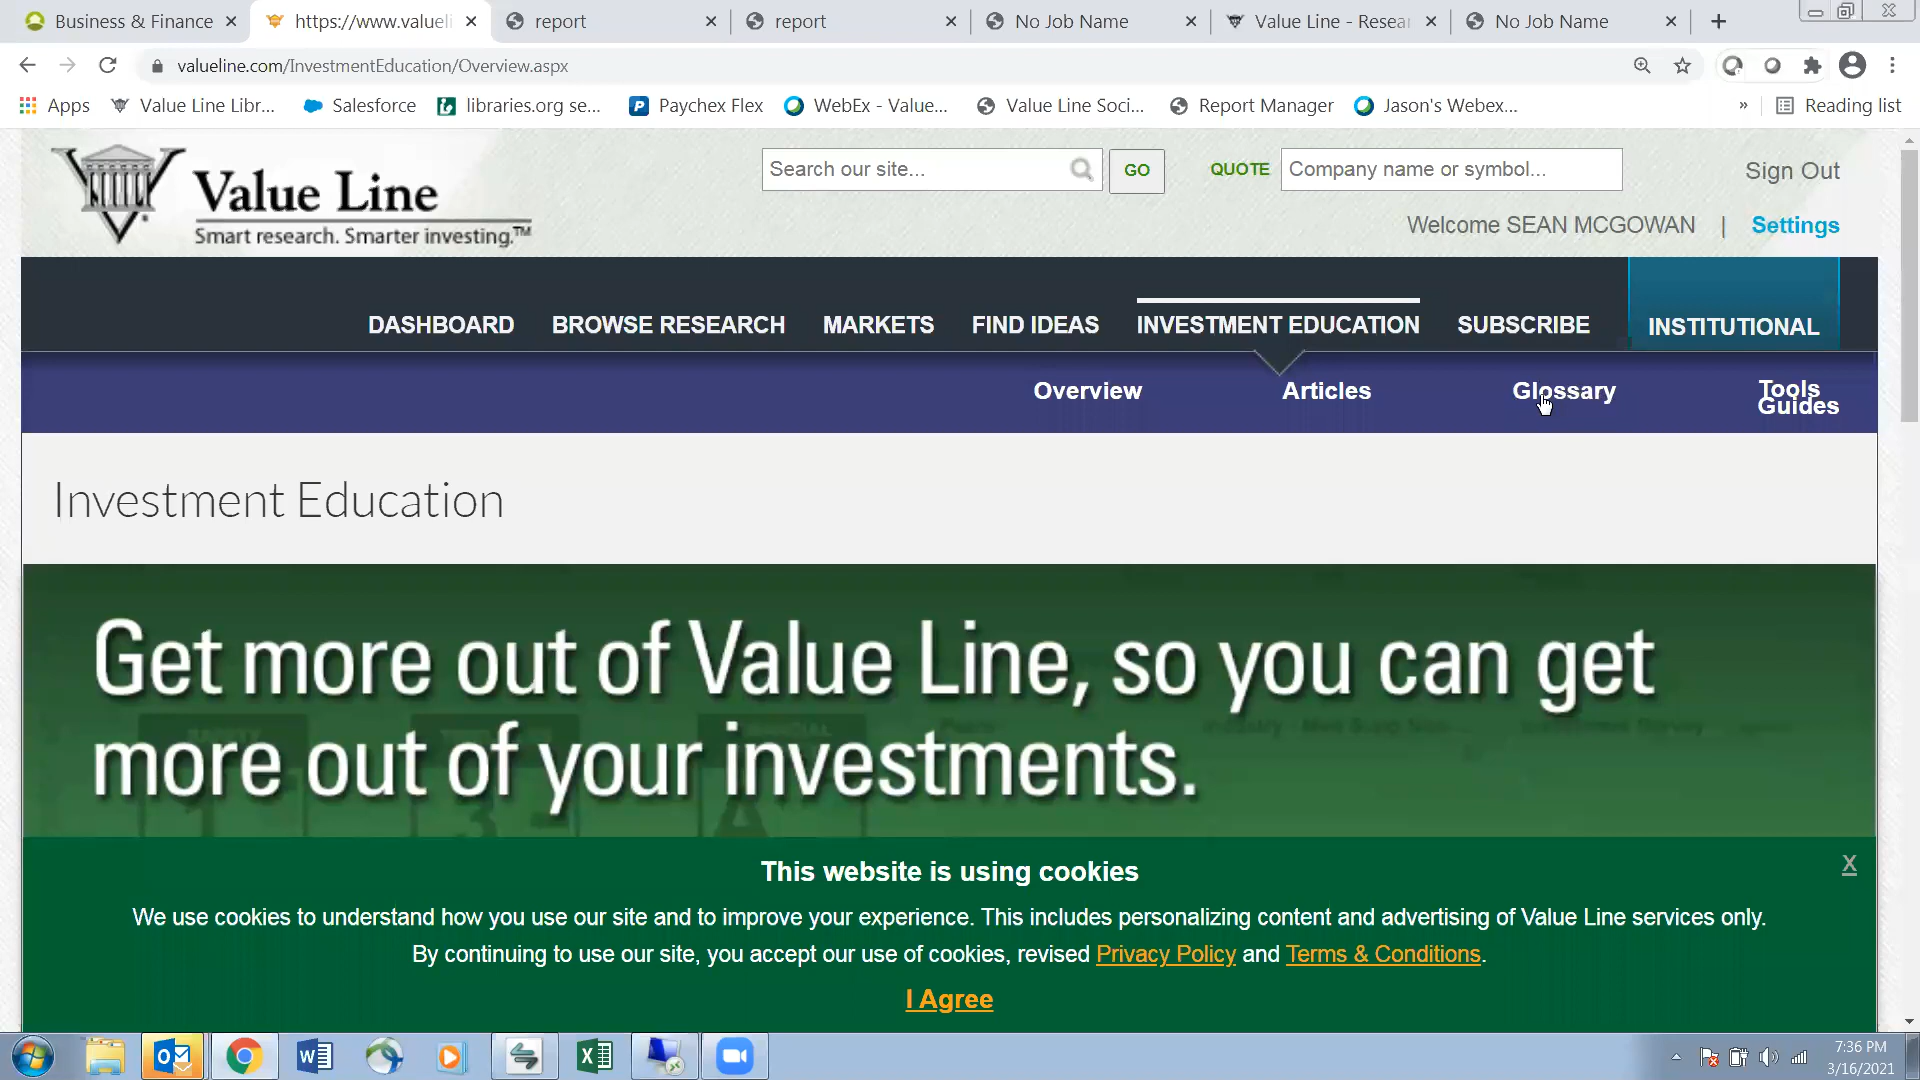 Business & Finance
https://www.valueli
report
report
No Job Name
Value Line - Resear
No Job Name
valueline.com/InvestmentEducation/Overview.aspx
Apps
Value Line Libr...
Salesforce
libraries.org se...
Paychex Flex
WebEx - Value...
Value Line Soci...
Report Manager
Jason's Webex...
»
Reading list
Value Line
Smart research. Smarter investing.™
Search our site...
GO
QUOTE
Company name or symbol...
Sign Out
Welcome SEAN MCGOWAN | Settings
DASHBOARD
BROWSE RESEARCH
MARKETS
FIND IDEAS
INVESTMENT EDUCATION
SUBSCRIBE
INSTITUTIONAL
Overview
Articles
Glossary
Tools
Guides
Investment Education
Get more out of Value Line, so you can get
more out of your investments.
This website is using cookies
X
We use cookies to understand how you use our site and to improve your experience. This includes personalizing content and advertising of Value Line services only.
By continuing to use our site, you accept our use of cookies, revised Privacy Policy and Terms & Conditions.
I Agree
7:36 PM
3/16/2021